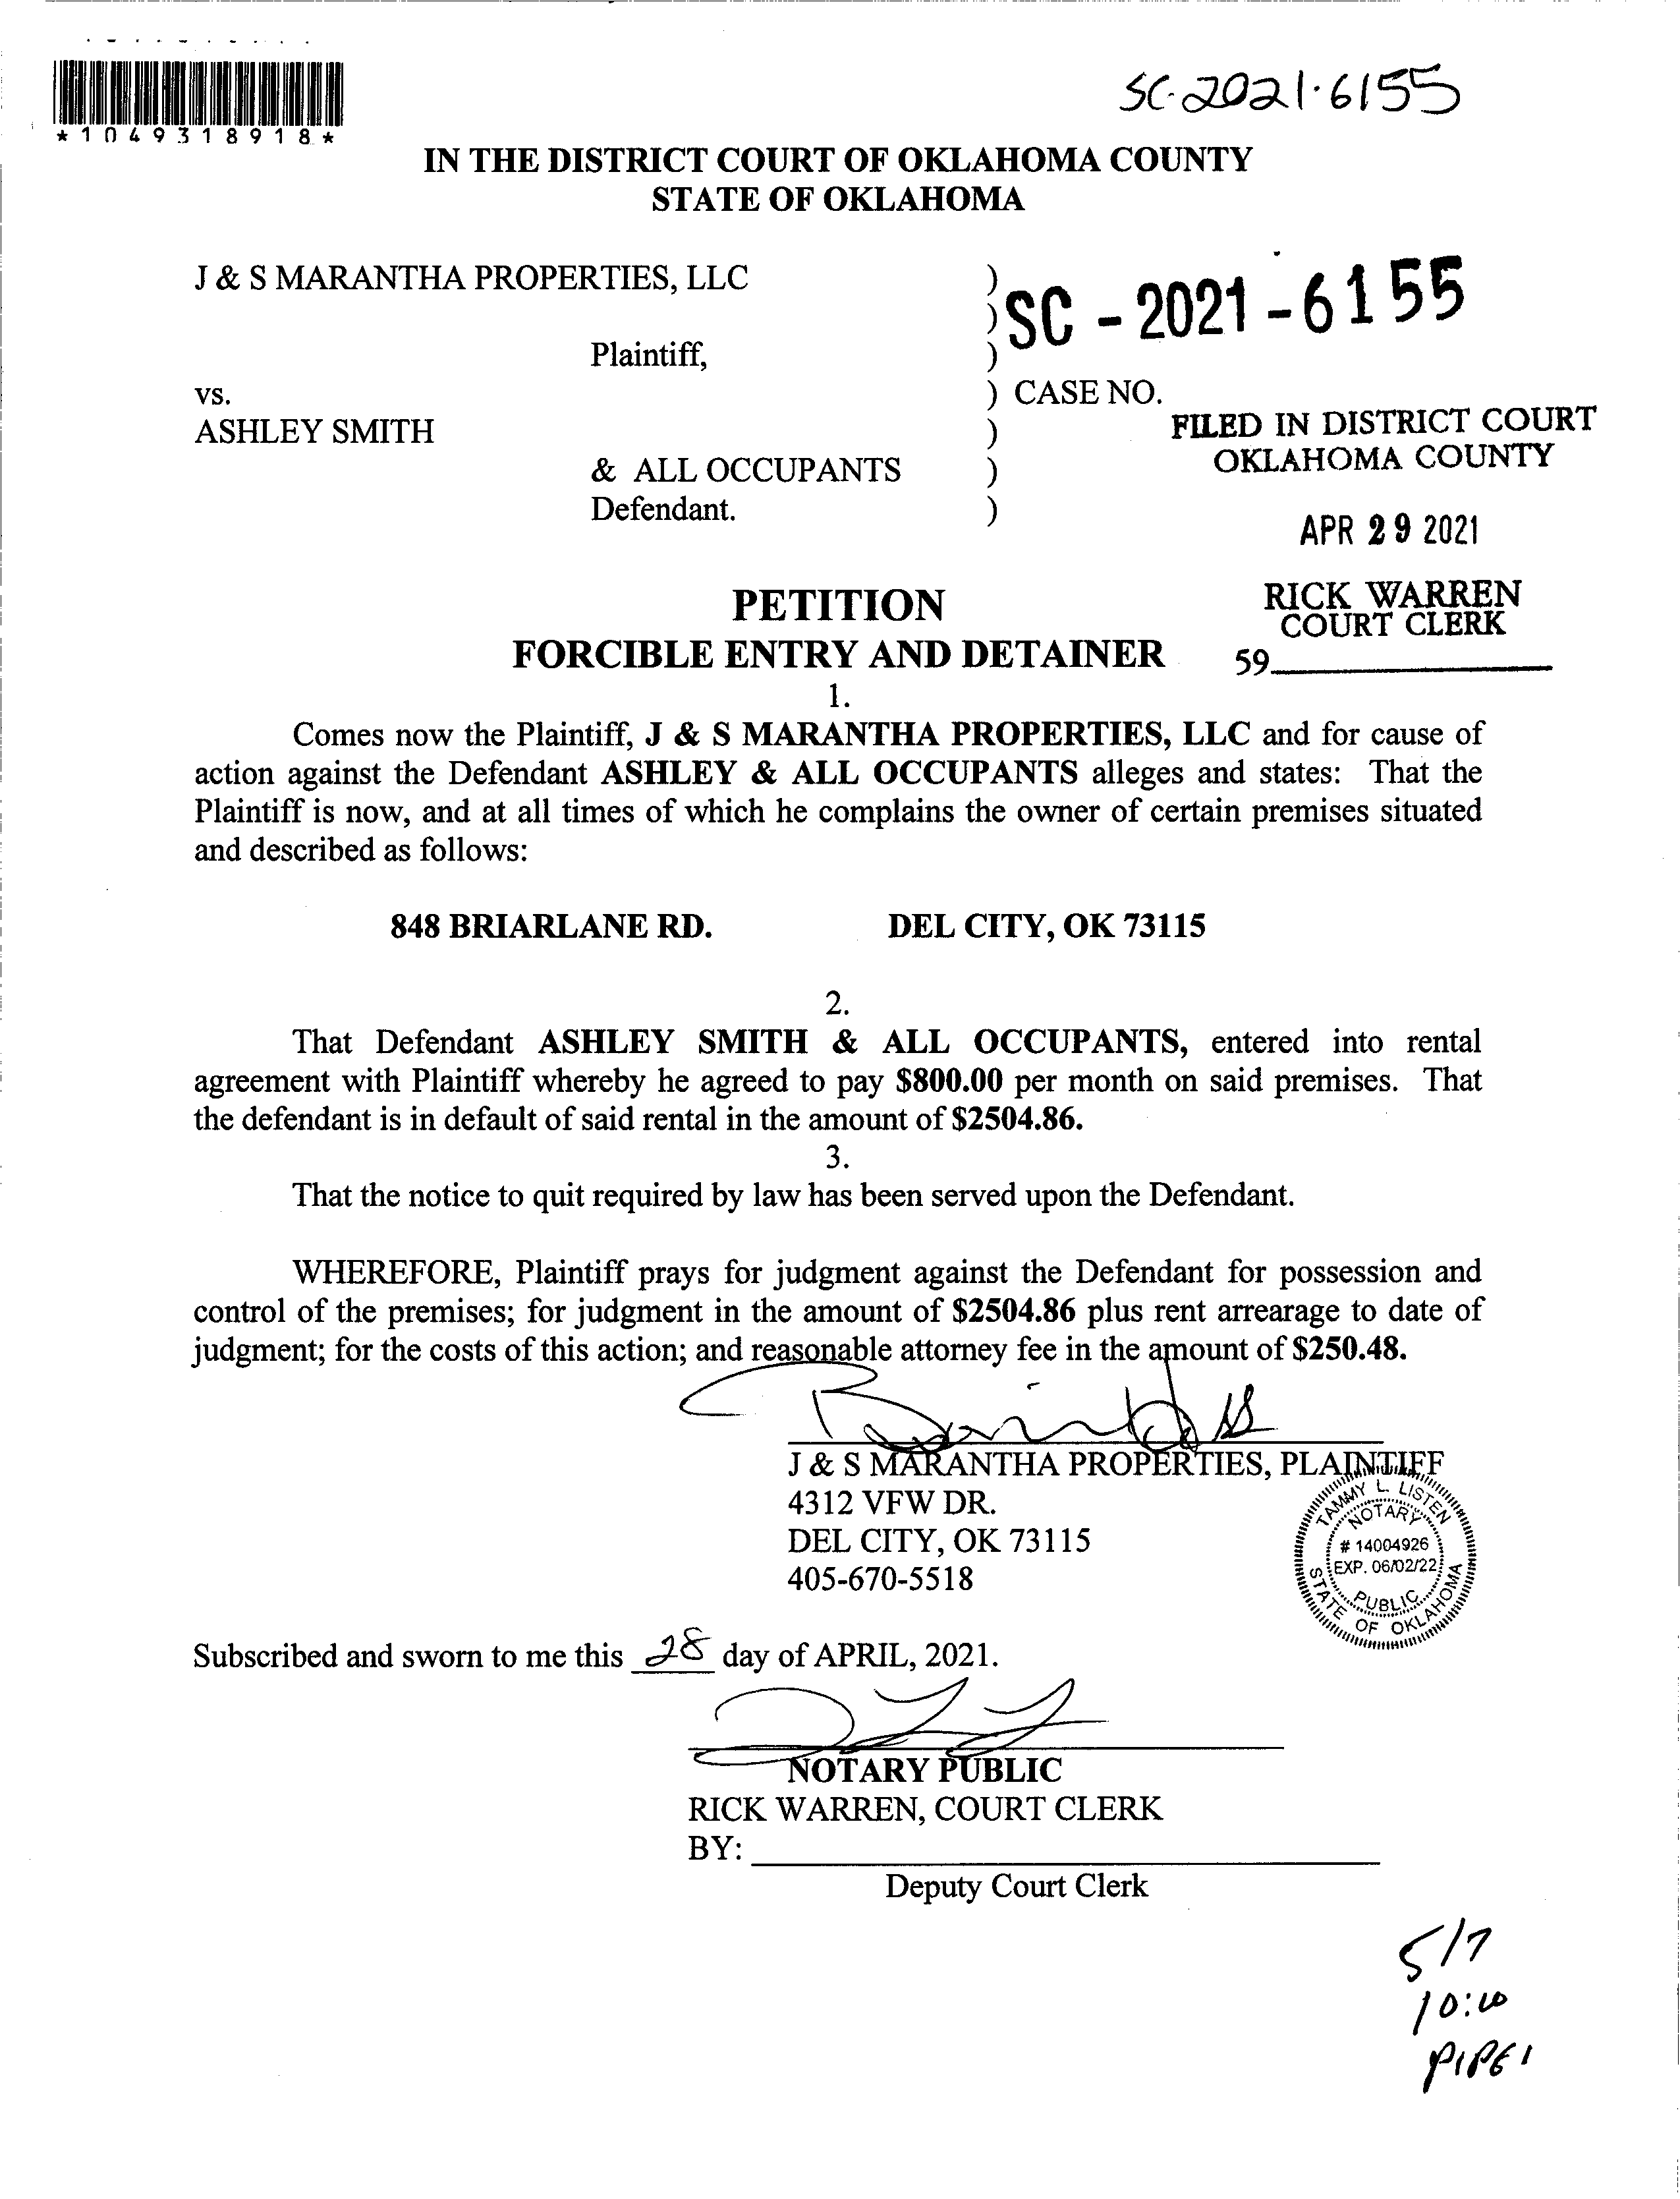 SC-2021-6155
*1049318918*
IN THE DISTRICT COURT OF OKLAHOMA COUNTY
STATE OF OKLAHOMA
J & S MARANTHA PROPERTIES, LLC )
) SC-2021-6155
Plaintiff, )
vs. ) CASE NO.
ASHLEY SMITH )
FILED IN DISTRICT COURT
OKLAHOMA COUNTY
& ALL OCCUPANTS )
Defendant. )
APR 29 2021
RICK WARREN
COURT CLERK
59
PETITION
FORCIBLE ENTRY AND DETAINER
1.
Comes now the Plaintiff, J & S MARANTHA PROPERTIES, LLC and for cause of
action against the Defendant ASHLEY & ALL OCCUPANTS alleges and states: That the
Plaintiff is now, and at all times of which he complains the owner of certain premises situated
and described as follows:
848 BRIARLANE RD. DEL CITY, OK 73115
2.
That Defendant ASHLEY SMITH & ALL OCCUPANTS, entered into rental
agreement with Plaintiff whereby he agreed to pay $800.00 per month on said premises. That
the defendant is in default of said rental in the amount of $2504.86.
3.
That the notice to quit required by law has been served upon the Defendant.
WHEREFORE, Plaintiff prays for judgment against the Defendant for possession and
control of the premises; for judgment in the amount of $2504.86 plus rent arrearage to date of
judgment; for the costs of this action; and reasonable attorney fee in the amount of $250.48.
J & S MARANTHA PROPERTIES, PLAINTIFF
4312 VFW DR.
DEL CITY, OK 73115
405-670-5518
TAMMY L. LISTEN
NOTARY
# 14004926
EXP. 06/02/22
PUBLIC
STATE OF OKLAHOMA
Subscribed and sworn to me this 28 day of APRIL, 2021.
NOTARY PUBLIC
RICK WARREN, COURT CLERK
BY:
Deputy Court Clerk
5/7
10:00